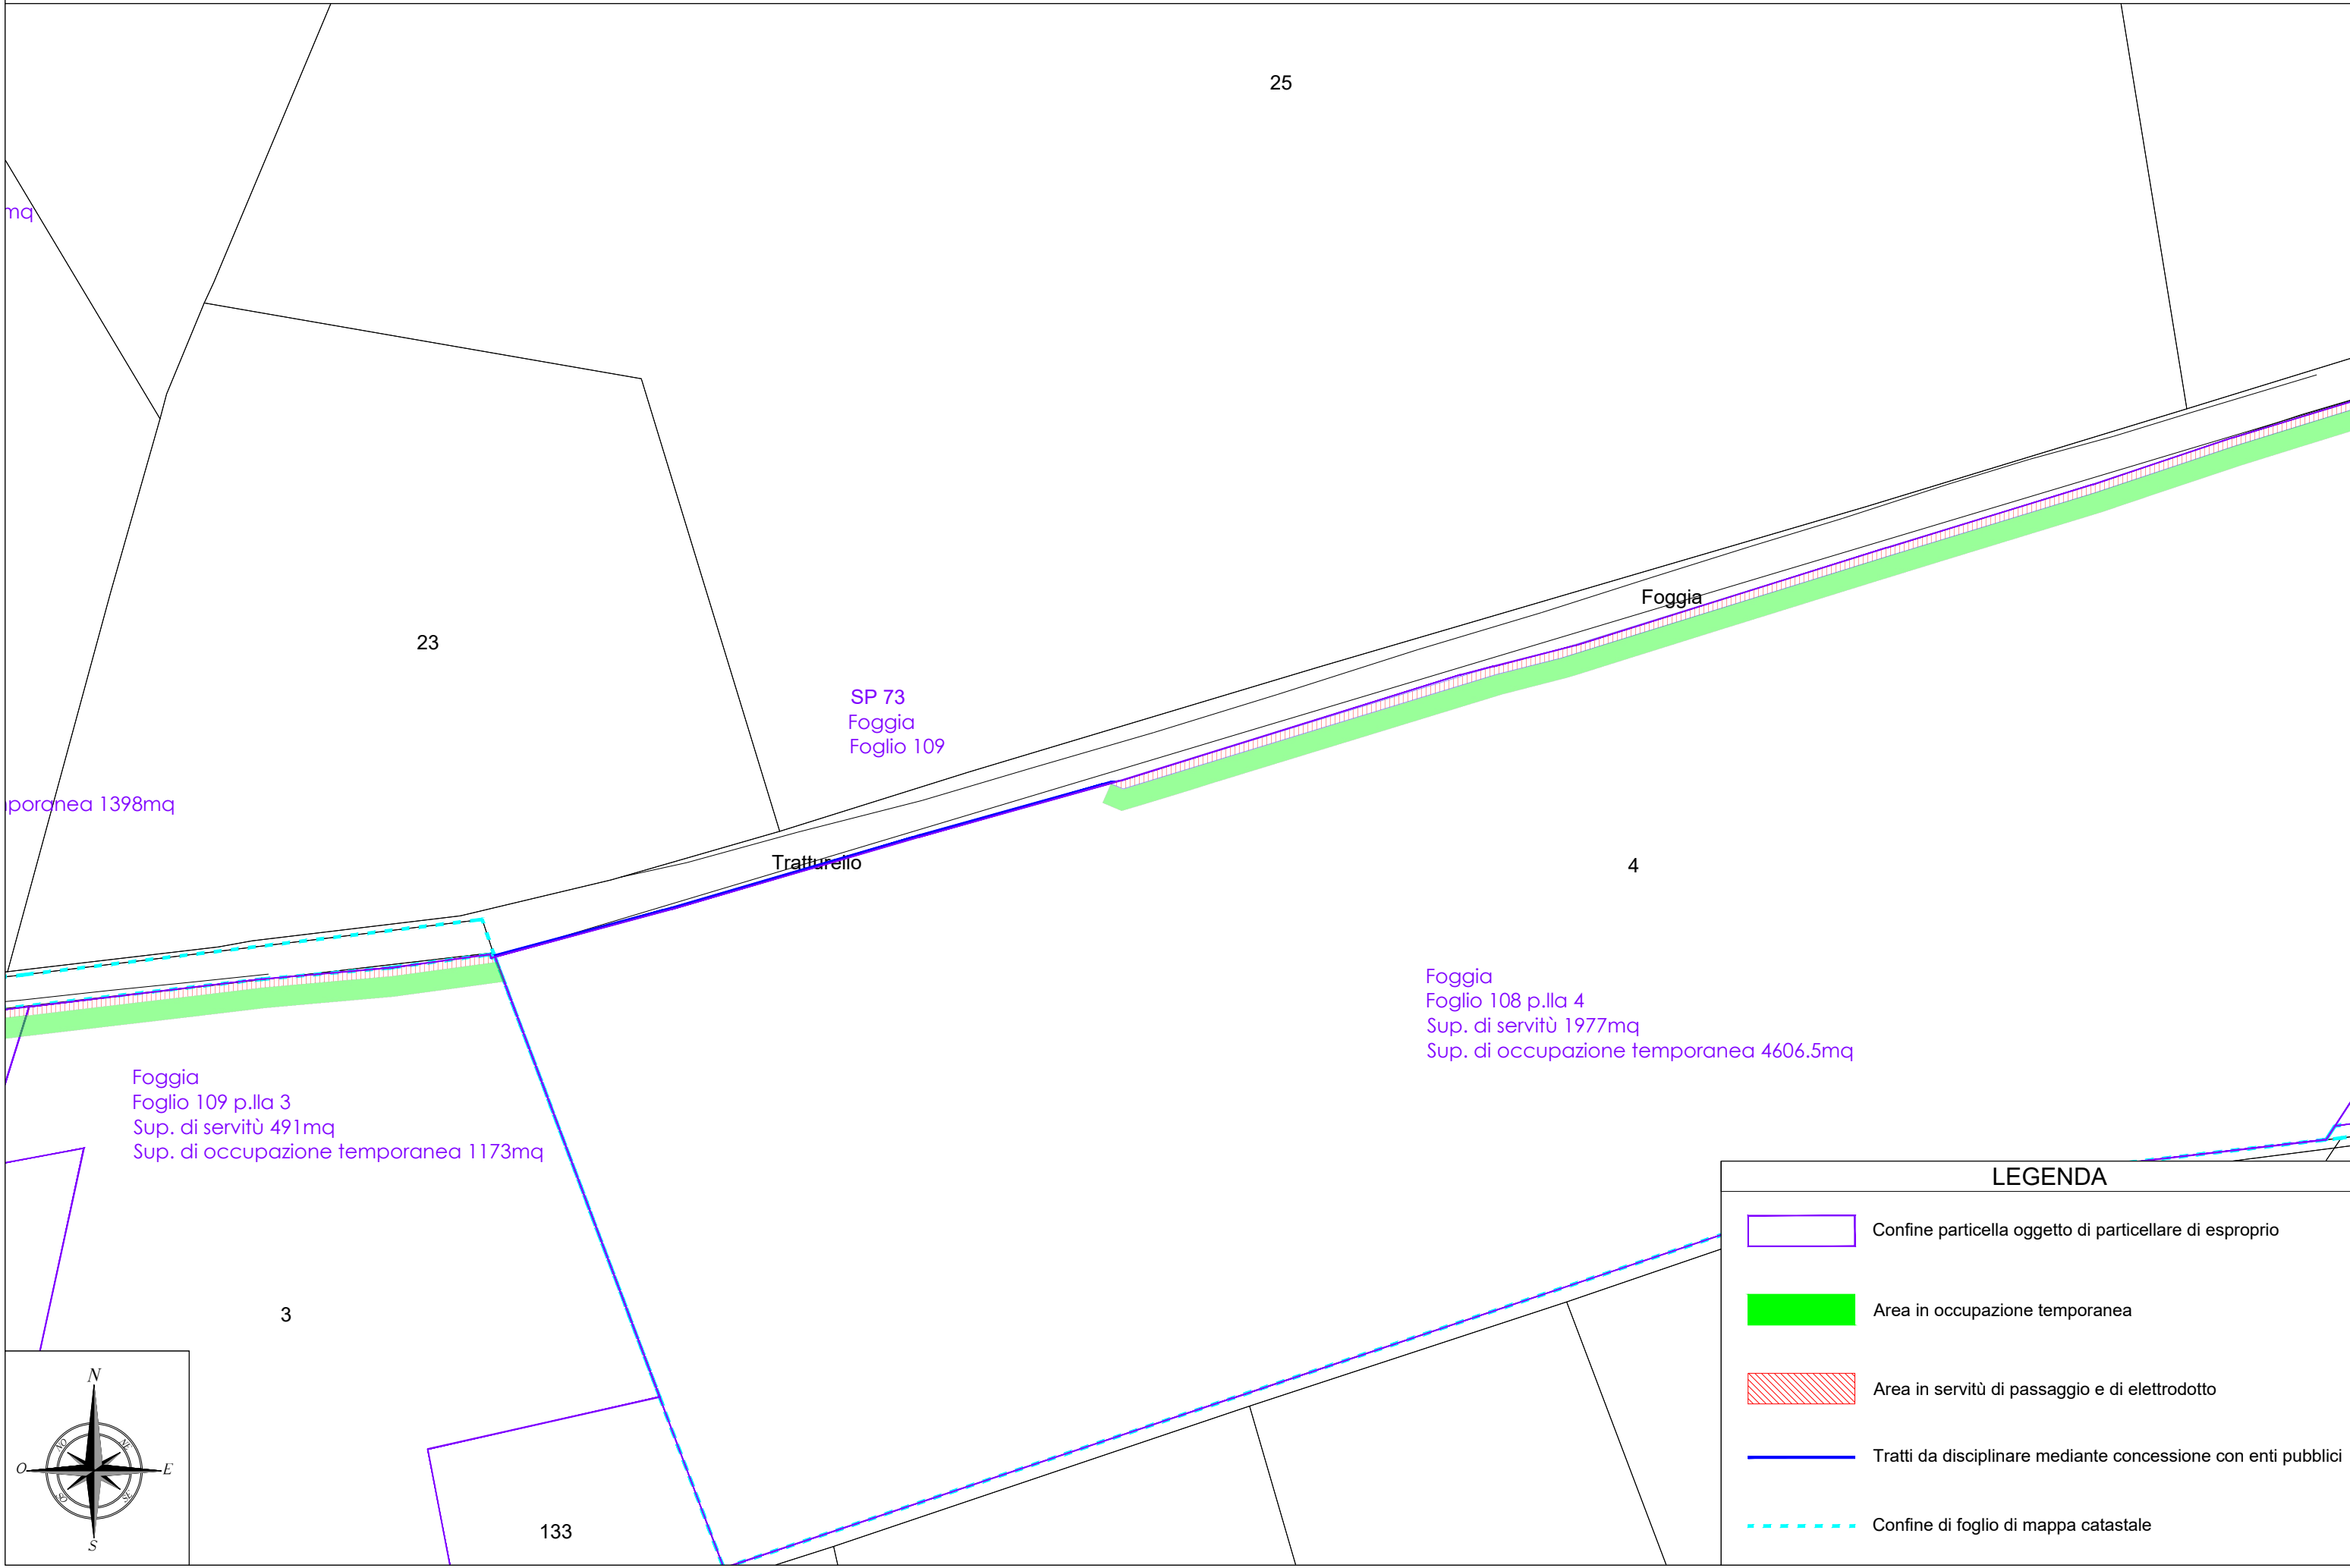 25
mq
23
Foggia
SP 73
Foggia
Foglio 109
1398mq
Tratturello
4
Foggia
Foglio 108 p.lla 4
Sup. di servitù 1977mq
Sup. di occupazione temporanea 4606.5mq
Foggia
Foglio 109 p.lla 3
Sup. di servitù 491mq
Sup. di occupazione temporanea 1173mq
3
133
LEGENDA
Confine particella oggetto di particellare di esproprio
Area in occupazione temporanea
Area in servitù di passaggio e di elettrodotto
Tratti da disciplinare mediante concessione con enti pubblici
Confine di foglio di mappa catastale
N
NO
NE
O
E
SO
SE
S